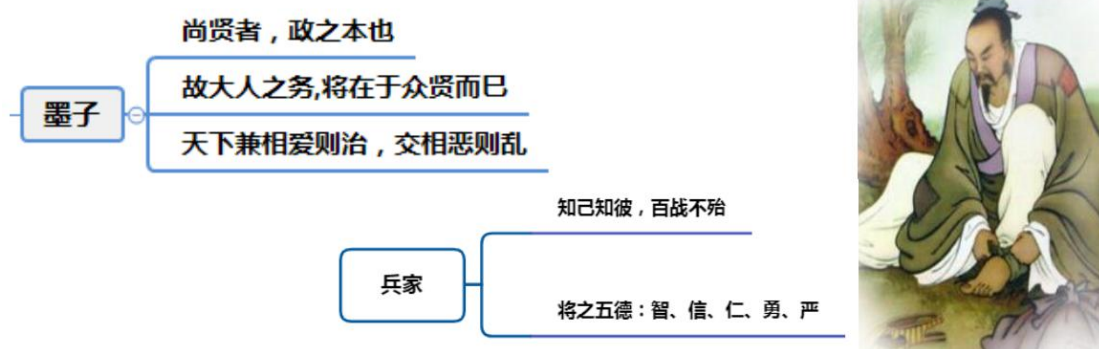 尚贤者，政之本也
故大人之务,将在于众贤而巳
墨子
天下兼相爱则治，交相恶则乱
知己知彼，百战不殆
兵家
将之五德：智、信、仁、勇、严